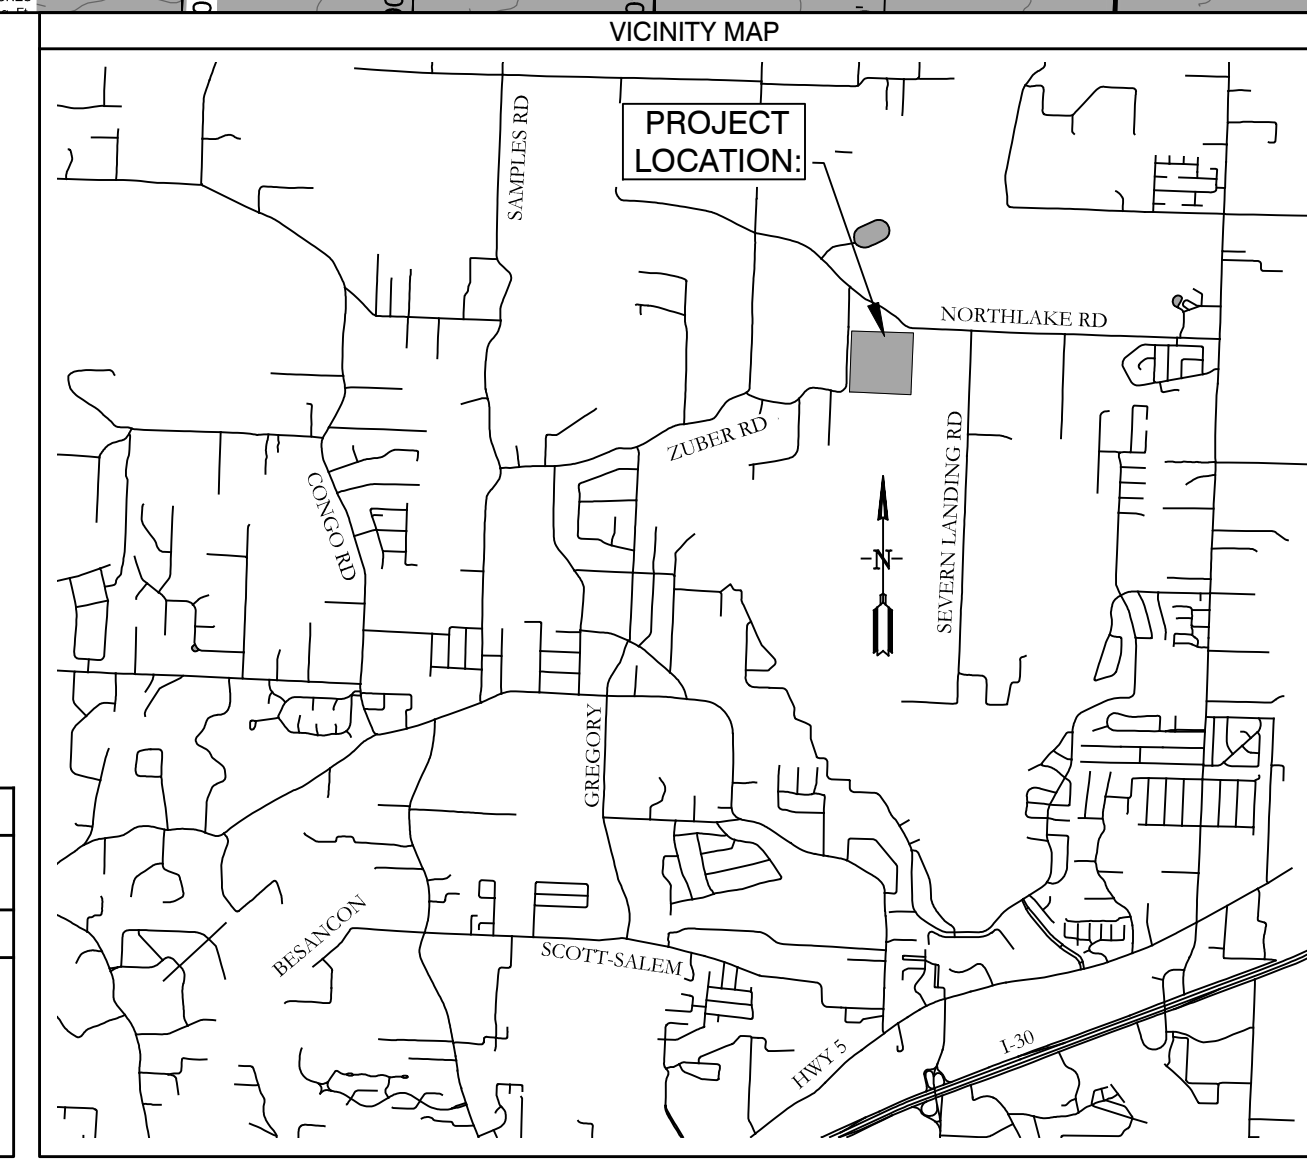 VICINITY MAP
SAMPLES RD
PROJECT
LOCATION:
NORTHLAKE RD
ZUBER RD
CONGO RD
SEVERN LANDING RD
-N-
GREGORY
BESANCON
SCOTT-SALEM
HWY 5
I-30